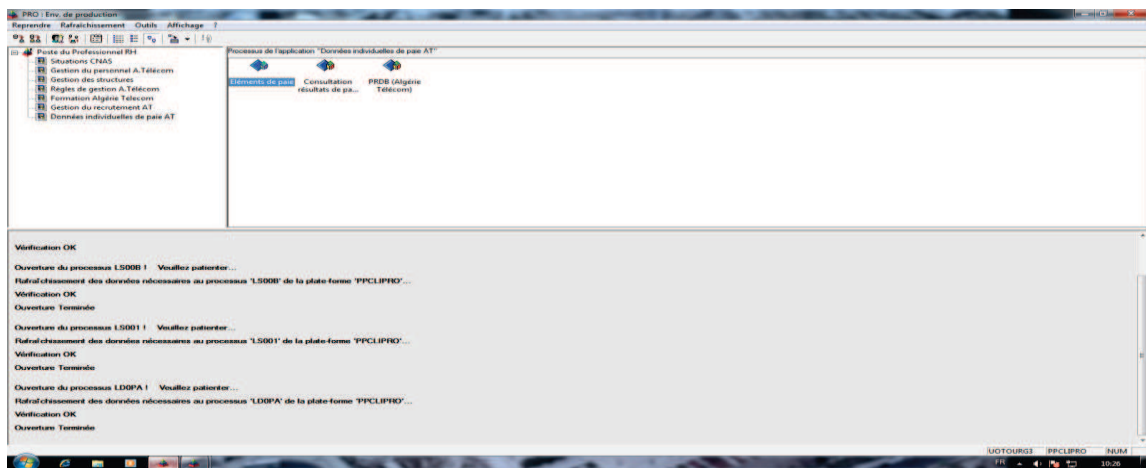 PRO : Env. de production
Reprendre Rafraîchissement Outils Affichage ?
Poste du Professionnel RH
Situations CNAS
Gestion du personnel A.Télécom
Gestion des structures
Règles de gestion A.Télécom
Formation Algérie Telecom
Gestion du recrutement AT
Données individuelles de paie AT
Processus de l'application "Données individuelles de paie AT"
Eléments de paie Consultation PRDB (Algérie
résultats de pa... Télécom)
Vérification OK
Ouverture du processus LS00B ! Veuillez patienter...
Rafraîchissement des données nécessaires au processus 'LS00B' de la plate-forme 'PPCLIPRO'...
Vérification OK
Ouverture Terminée
Ouverture du processus LS001 ! Veuillez patienter...
Rafraîchissement des données nécessaires au processus 'LS001' de la plate-forme 'PPCLIPRO'...
Vérification OK
Ouverture Terminée
Ouverture du processus LD0PA ! Veuillez patienter...
Rafraîchissement des données nécessaires au processus 'LD0PA' de la plate-forme 'PPCLIPRO'...
Vérification OK
Ouverture Terminée
UOTOURG3 PPCLIPRO NUM
FR 10:26